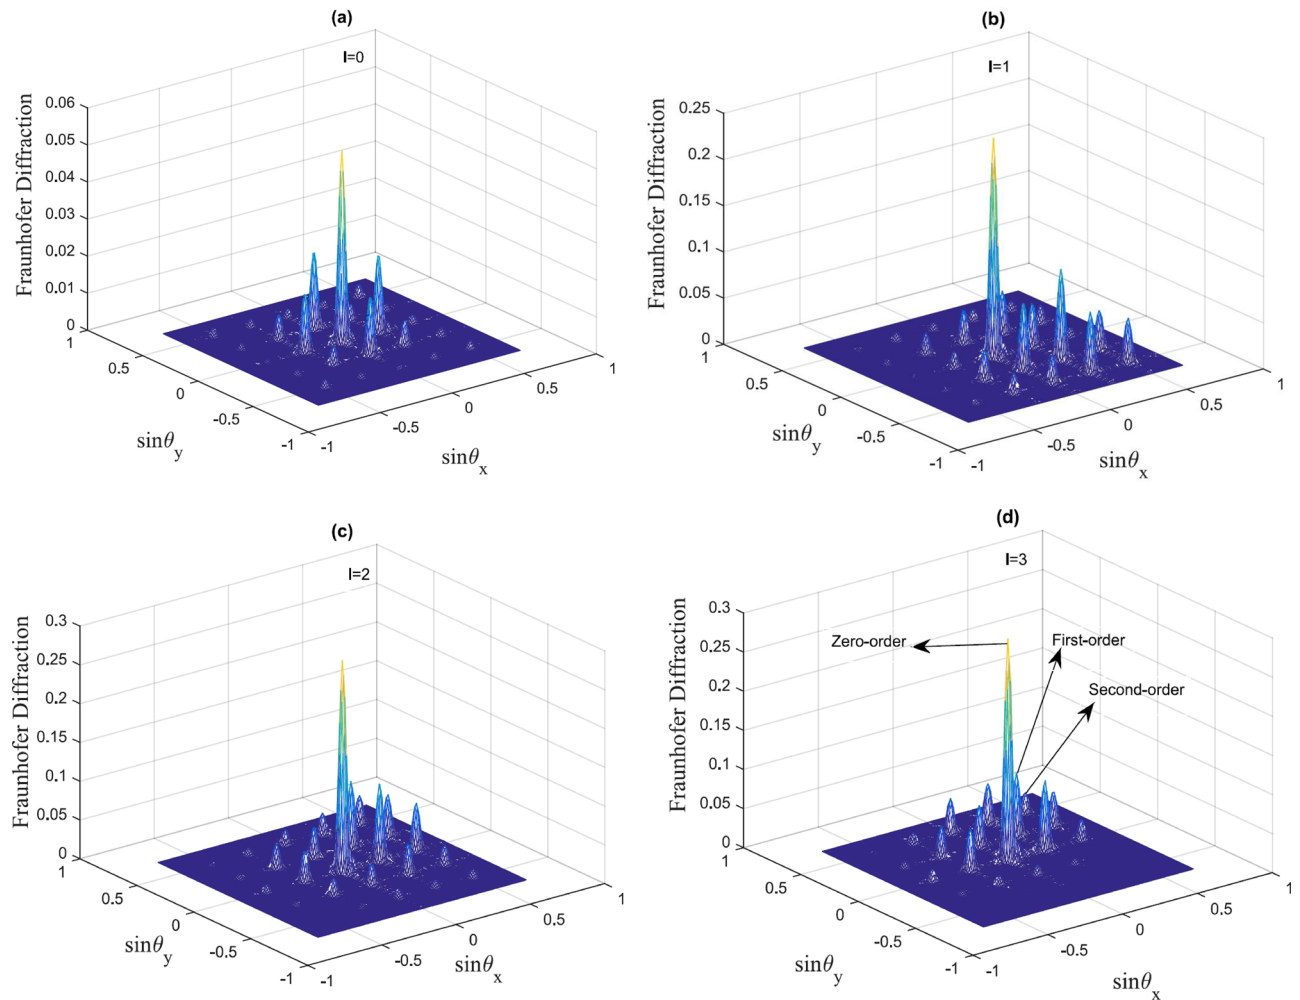 (a)
l=0
Fraunhofer Diffraction
0.06
0.05
0.04
0.03
0.02
0.01
0
1
0.5
0
-0.5
-1
sinθy
-1
-0.5
0
0.5
1
sinθx
(b)
l=1
Fraunhofer Diffraction
0.25
0.2
0.15
0.1
0.05
0
1
0.5
0
-0.5
-1
sinθy
-1
-0.5
0
0.5
1
sinθx
(c)
l=2
Fraunhofer Diffraction
0.3
0.25
0.2
0.15
0.1
0.05
0
1
0.5
0
-0.5
-1
sinθy
-1
-0.5
0
0.5
1
sinθx
(d)
l=3
Zero-order
First-order
Second-order
Fraunhofer Diffraction
0.3
0.25
0.2
0.15
0.1
0.05
0
1
0.5
0
-0.5
-1
sinθy
-1
-0.5
0
0.5
1
sinθx